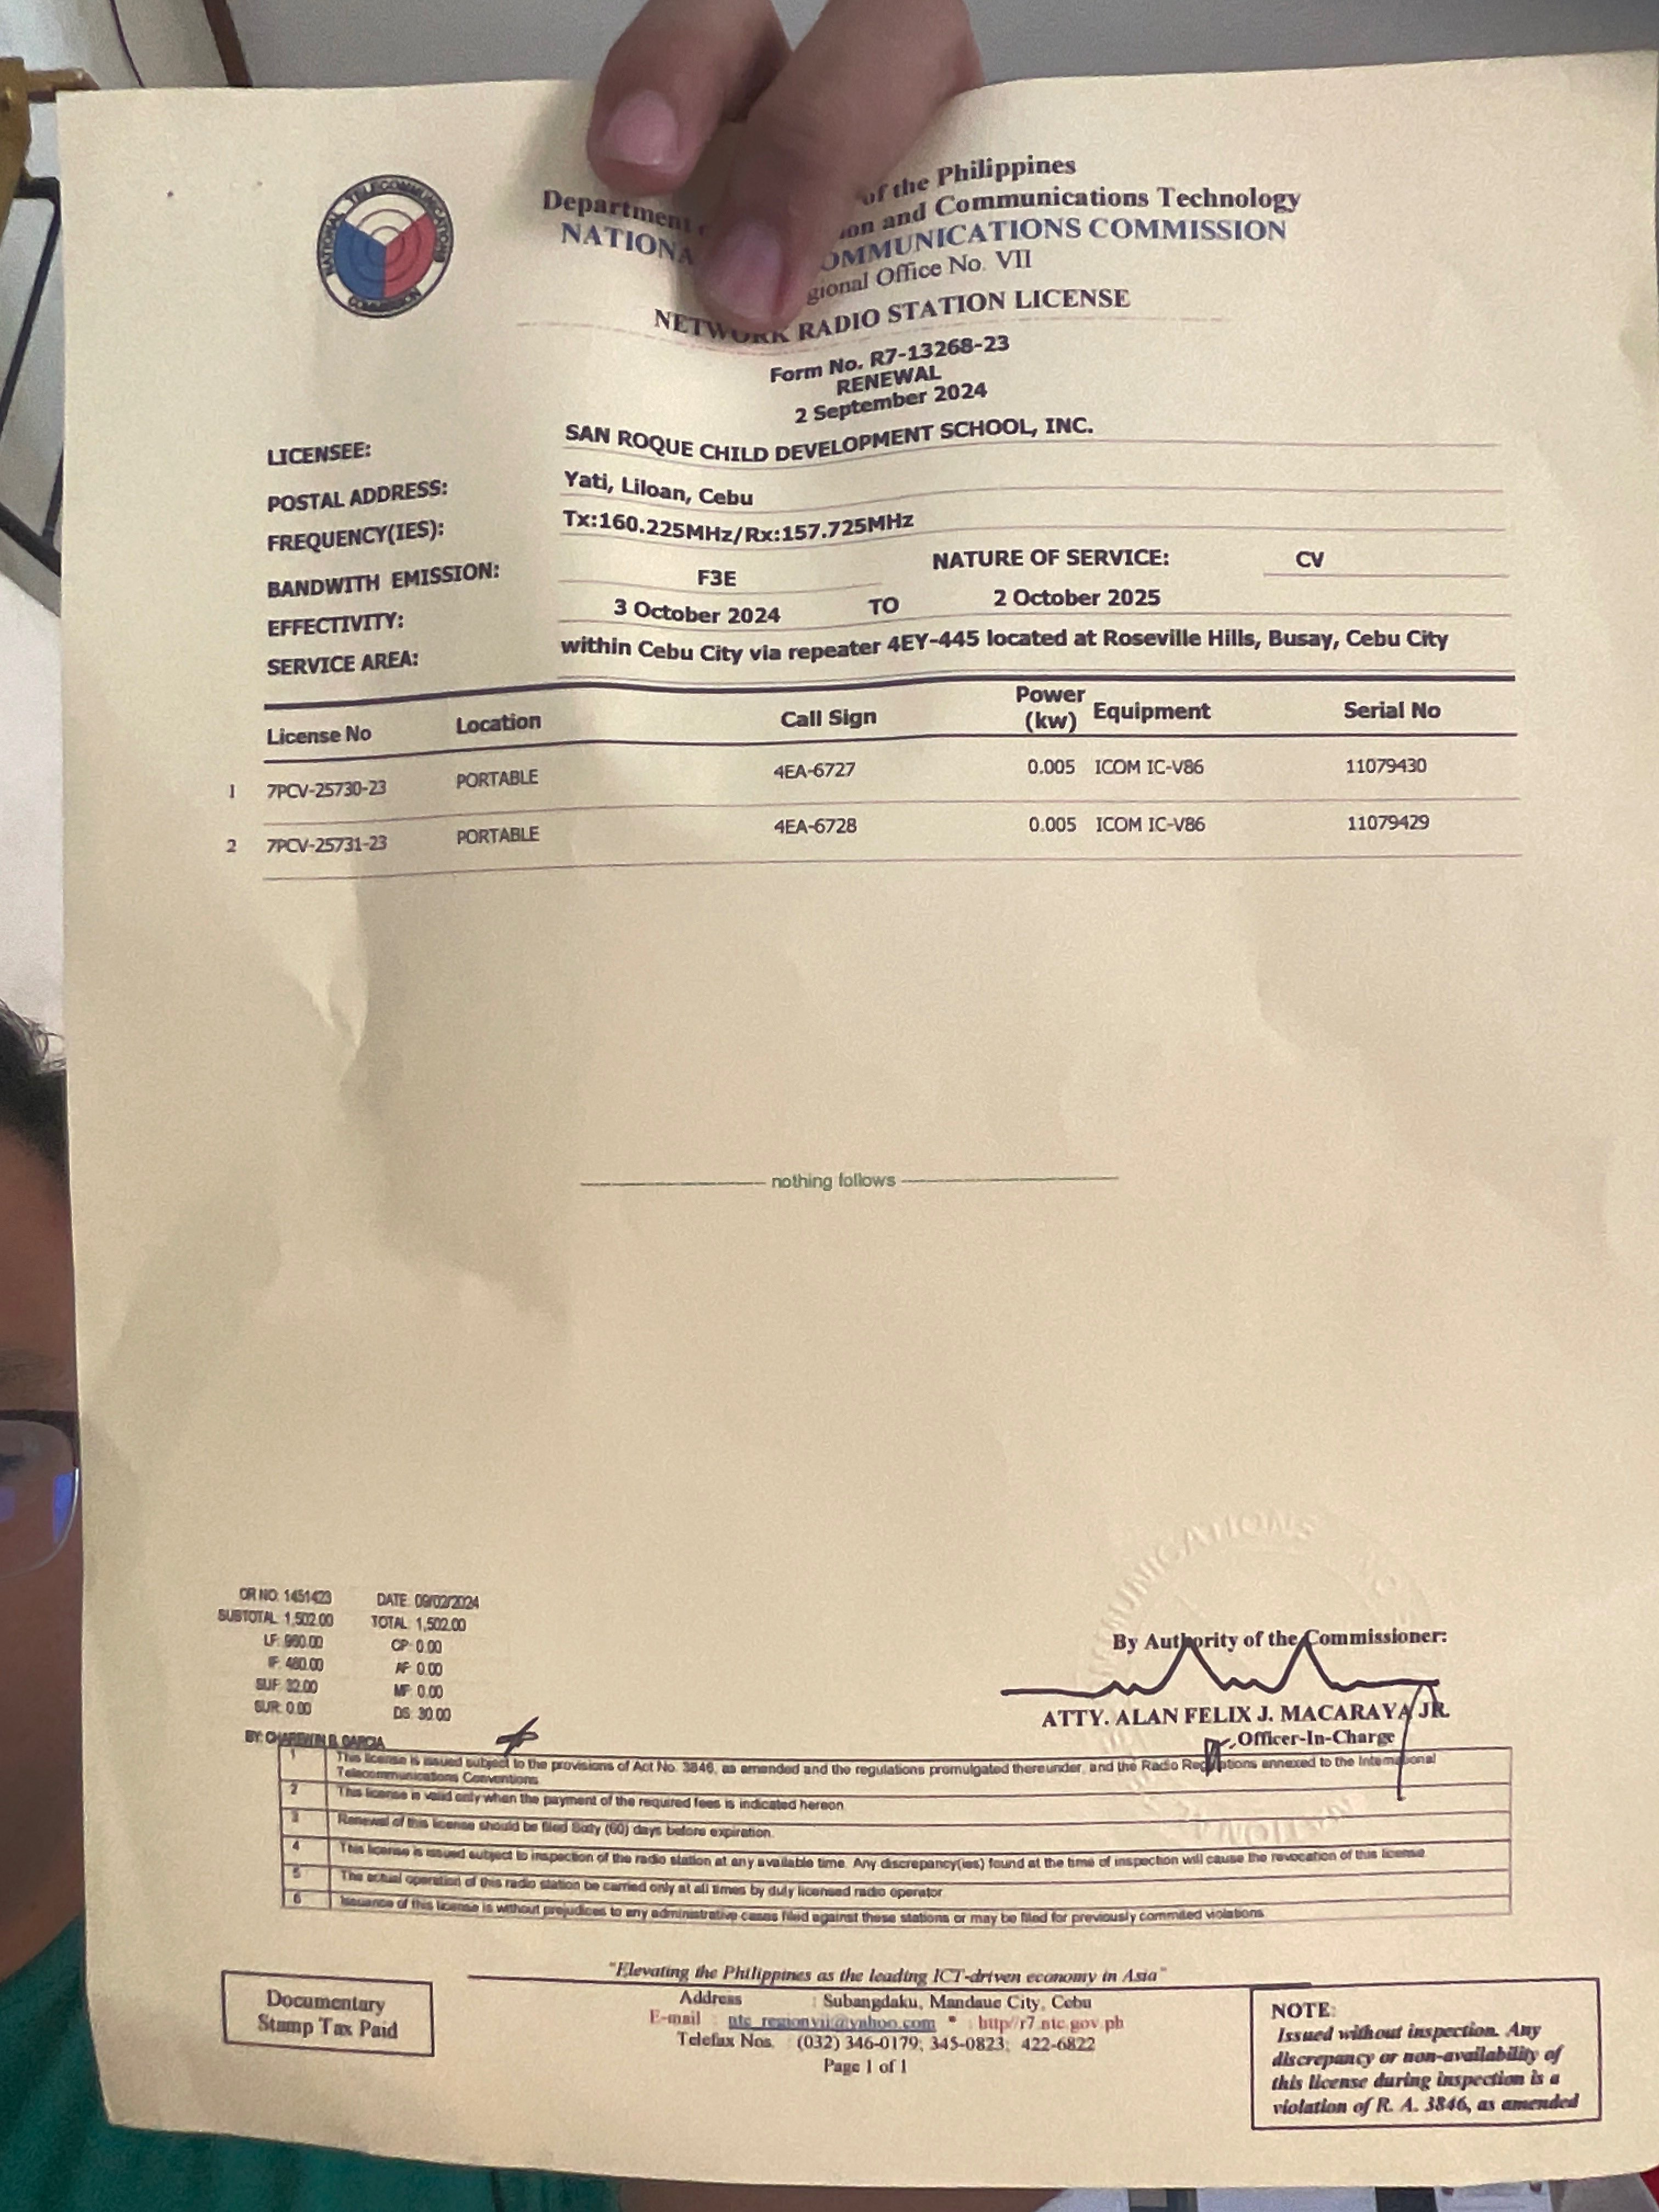 NATIONAL TELECOMMUNICATIONS COMMISSION
of the Philippines
Department and Communications Technology
COMMISSION
Office No. VII
NETWORK RADIO STATION LICENSE
Form No. R7-13268-23
RENEWAL
2 September 2024
LICENSEE: SAN ROQUE CHILD DEVELOPMENT SCHOOL, INC.
POSTAL ADDRESS: Yati, Liloan, Cebu
FREQUENCY(IES): Tx:160.225MHz/Rx:157.725MHz
BANDWITH EMISSION: F3E NATURE OF SERVICE: CV
EFFECTIVITY: 3 October 2024 TO 2 October 2025
SERVICE AREA: within Cebu City via repeater 4EY-445 located at Roseville Hills, Busay, Cebu City
License No Location Call Sign Power (kw) Equipment Serial No
1 7PCV-25730-23 PORTABLE 4EA-6727 0.005 ICOM IC-V86 11079430
2 7PCV-25731-23 PORTABLE 4EA-6728 0.005 ICOM IC-V86 11079429
nothing follows
OR NO: 1451423 DATE: 09/02/2024
SUBTOTAL: 1,502.00 TOTAL: 1,502.00
LF: 960.00 CP: 0.00
IF: 480.00 AF: 0.00
SUF: 32.00 MF: 0.00
SUR: 0.00 DS: 30.00
BY: CHAREWIN B. GARCIA
By Authority of the Commissioner:
ATTY. ALAN FELIX J. MACARAYA JR.
Officer-In-Charge
1 This license is issued subject to the provisions of Act No. 3846, as amended and the regulations promulgated thereunder, and the Radio Regulations annexed to the International
Telecommunications Conventions
2 This license is valid only when the payment of the required fees is indicated hereon.
3 Renewal of this license should be filed Sixty (60) days before expiration.
4 This license is issued subject to inspection of the radio station at any available time. Any discrepancy(ies) found at the time of inspection will cause the revocation of this license.
5 The actual operation of this radio station be carried only at all times by duly licensed radio operator.
6 Issuance of this license is without prejudices to any administrative cases filed against these stations or may be filed for previously commited violations.
"Elevating the Philippines as the leading ICT-driven economy in Asia"
Documentary
Stamp Tax Paid
Address : Subangdaku, Mandaue City, Cebu
E-mail : ntc_regionvii@yahoo.com * : http//r7.ntc.gov.ph
Telefax Nos. : (032) 346-0179; 345-0823; 422-6822
Page 1 of 1
NOTE:
Issued without inspection. Any
discrepancy or non-availability of
this license during inspection is a
violation of R. A. 3846, as amended